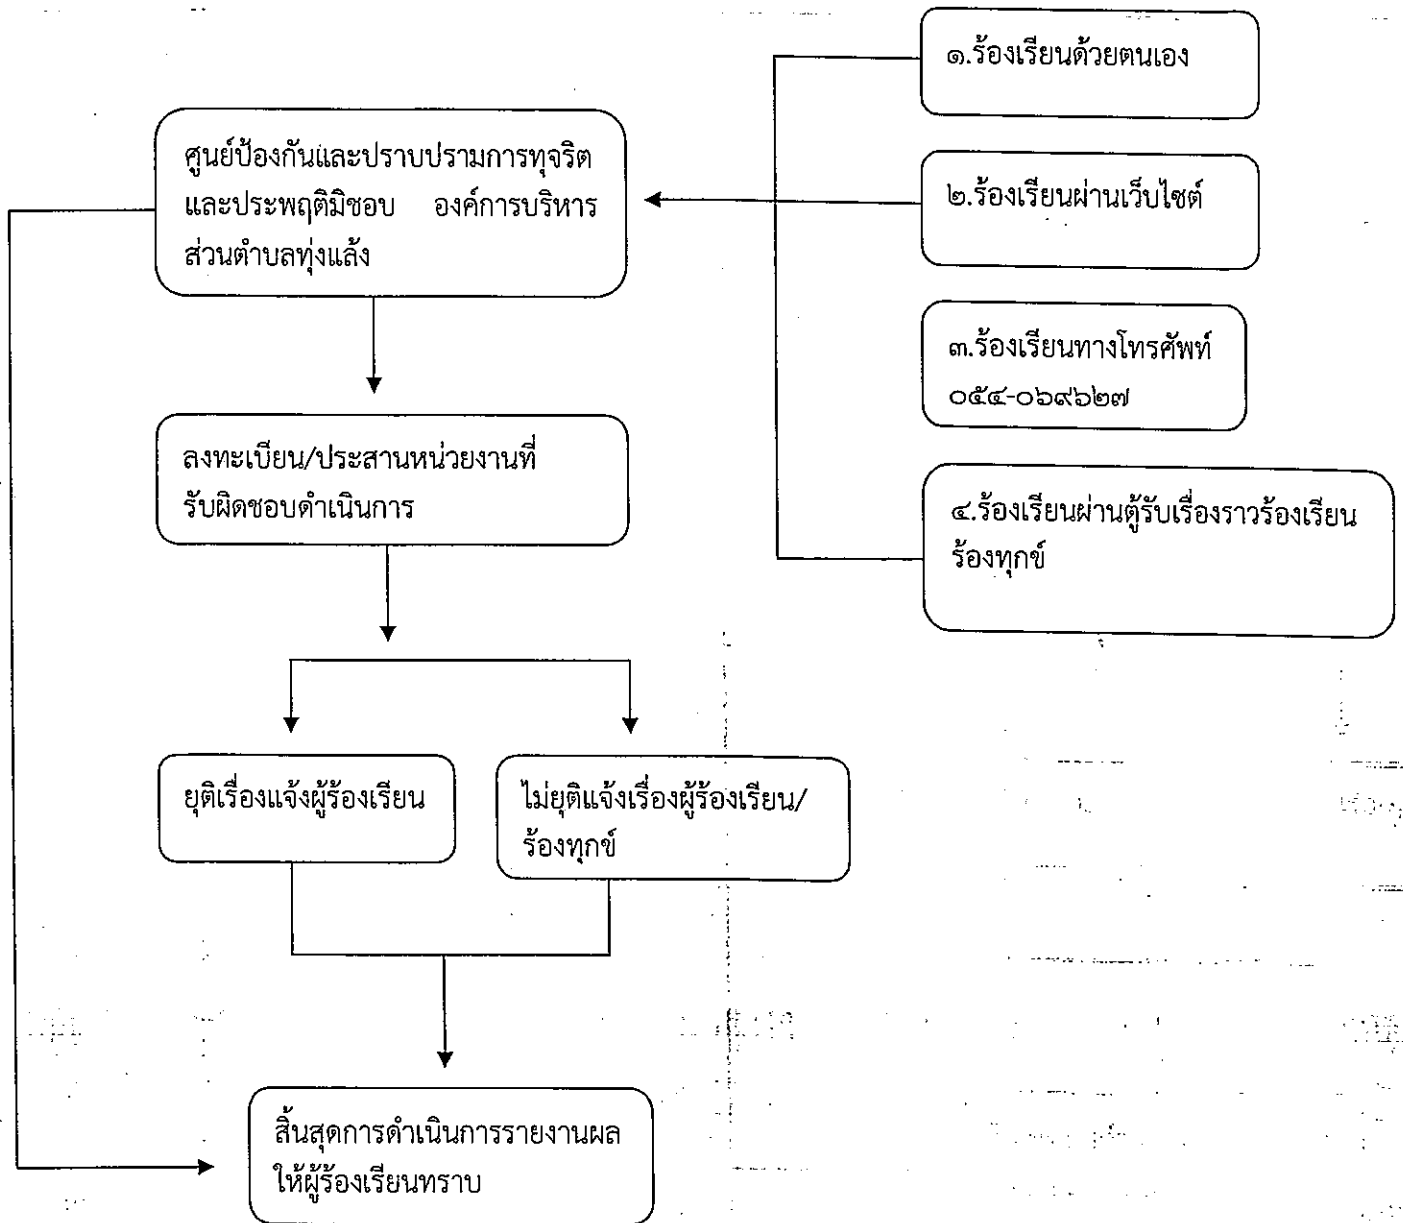 ๑.ร้องเรียนด้วยตนเอง
ศูนย์ป้องกันและปราบปรามการทุจริต
และประพฤติมิชอบ องค์การบริหาร
ส่วนตำบลทุ่งแล้ง
๒.ร้องเรียนผ่านเว็บไซต์
๓.ร้องเรียนทางโทรศัพท์
๐๕๔-๐๖๙๖๒๗
ลงทะเบียน/ประสานหน่วยงานที่
รับผิดชอบดำเนินการ
๔.ร้องเรียนผ่านตู้รับเรื่องราวร้องเรียน
ร้องทุกข์
ยุติเรื่องแจ้งผู้ร้องเรียน
ไม่ยุติแจ้งเรื่องผู้ร้องเรียน/
ร้องทุกข์
สิ้นสุดการดำเนินการรายงานผล
ให้ผู้ร้องเรียนทราบ